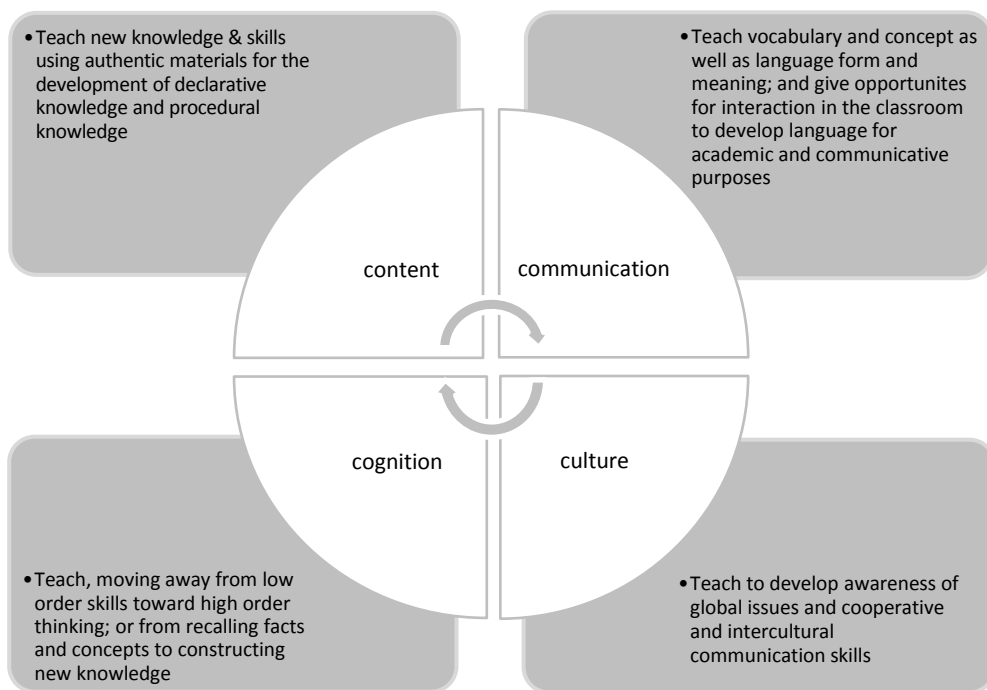 •Teach new knowledge & skills
using authentic materials for the
development of declarative
knowledge and procedural
knowledge
•Teach vocabulary and concept as
well as language form and
meaning; and give opportunites
for interaction in the classroom
to develop language for
academic and communicative
purposes
content
communication
cognition
culture
•Teach, moving away from low
order skills toward high order
thinking; or from recalling facts
and concepts to constructing
new knowledge
•Teach to develop awareness of
global issues and cooperative
and intercultural
communication skills